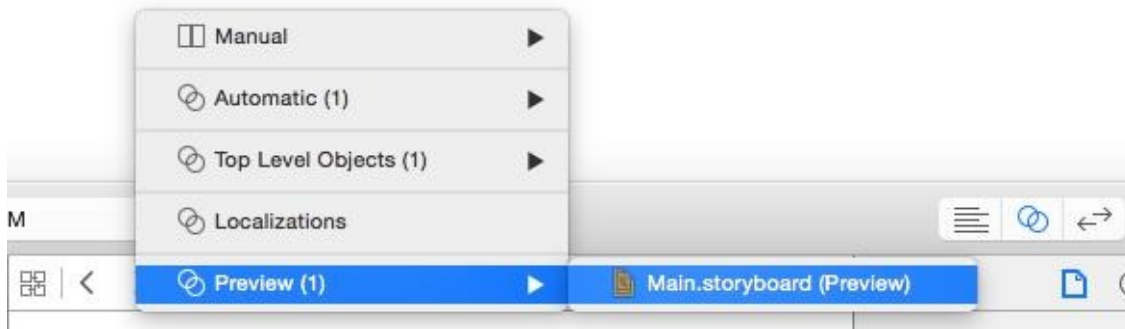 Manual
Automatic (1)
Top Level Objects (1)
M
Localizations
Preview (1)
Main.storyboard (Preview)